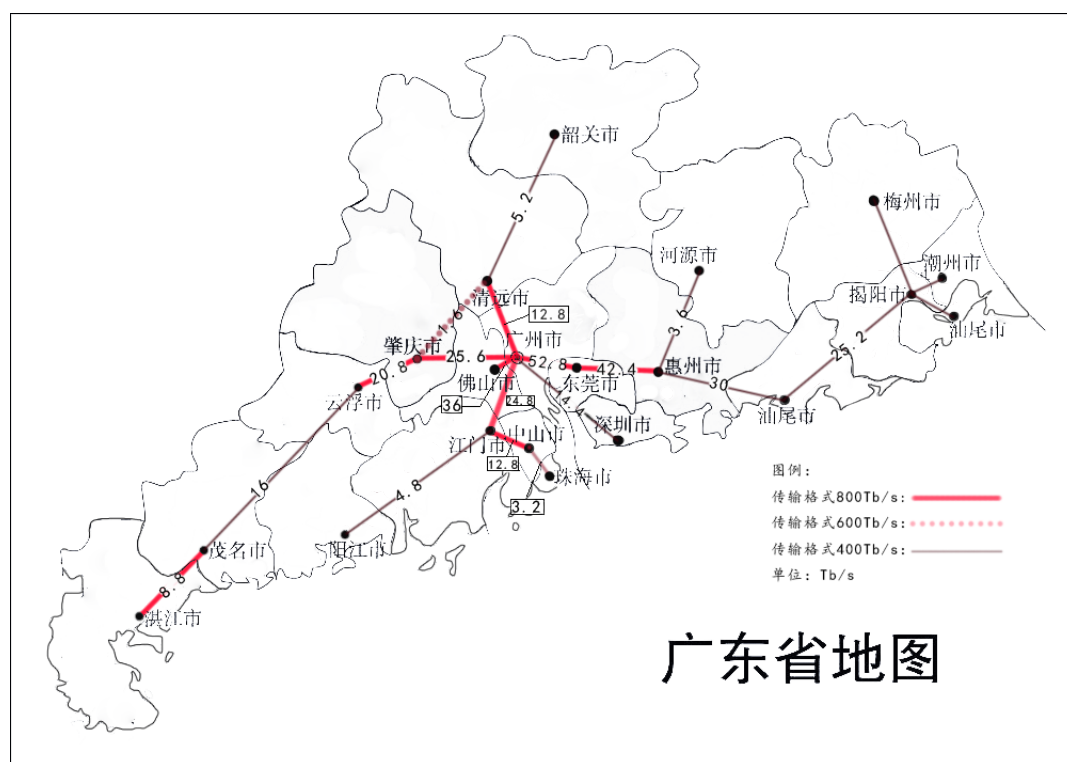 韶关市
5.2
梅州市
河源市
潮州市
清远市
揭阳市
12.8
汕尾市
1.6
3.6
广州市
肇庆市
25.6
52.8
25.2
20.8
佛山市
东莞市
42.4
惠州市
30
云浮市
36
24.8
14.4
汕尾市
深圳市
江门市
中山市
12.8
珠海市
图例：
4.8
16
传输格式800Tb/s:
3.2
传输格式600Tb/s:
阳江市
茂名市
传输格式400Tb/s:
单位: Tb/s
8.8
湛江市
广东省地图